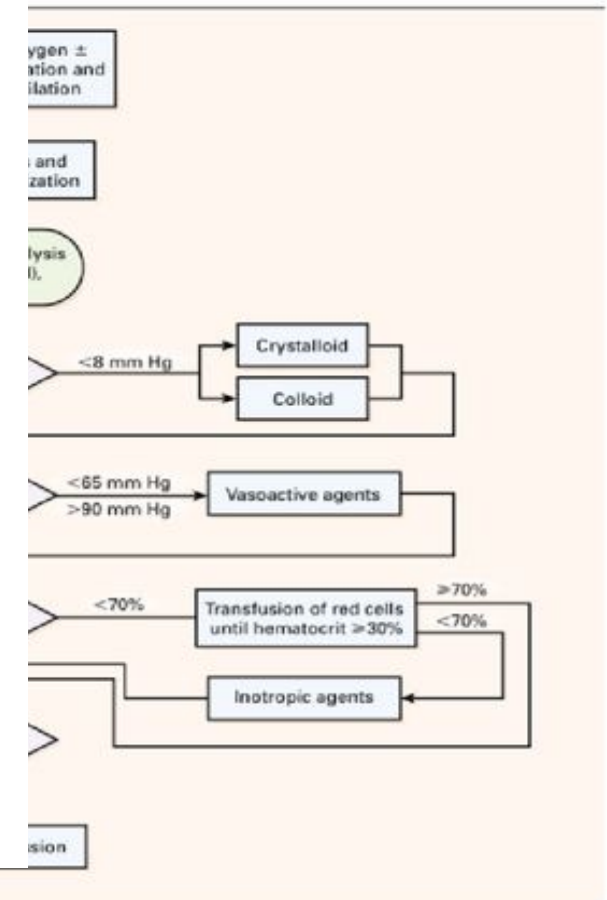 ygen ±
ation and
ilation
and
zation
lysis
l),
<8 mm Hg
Crystalloid
Colloid
<65 mm Hg
>90 mm Hg
Vasoactive agents
<70%
Transfusion of red cells
until hematocrit ≥30%
≥70%
<70%
Inotropic agents
sion